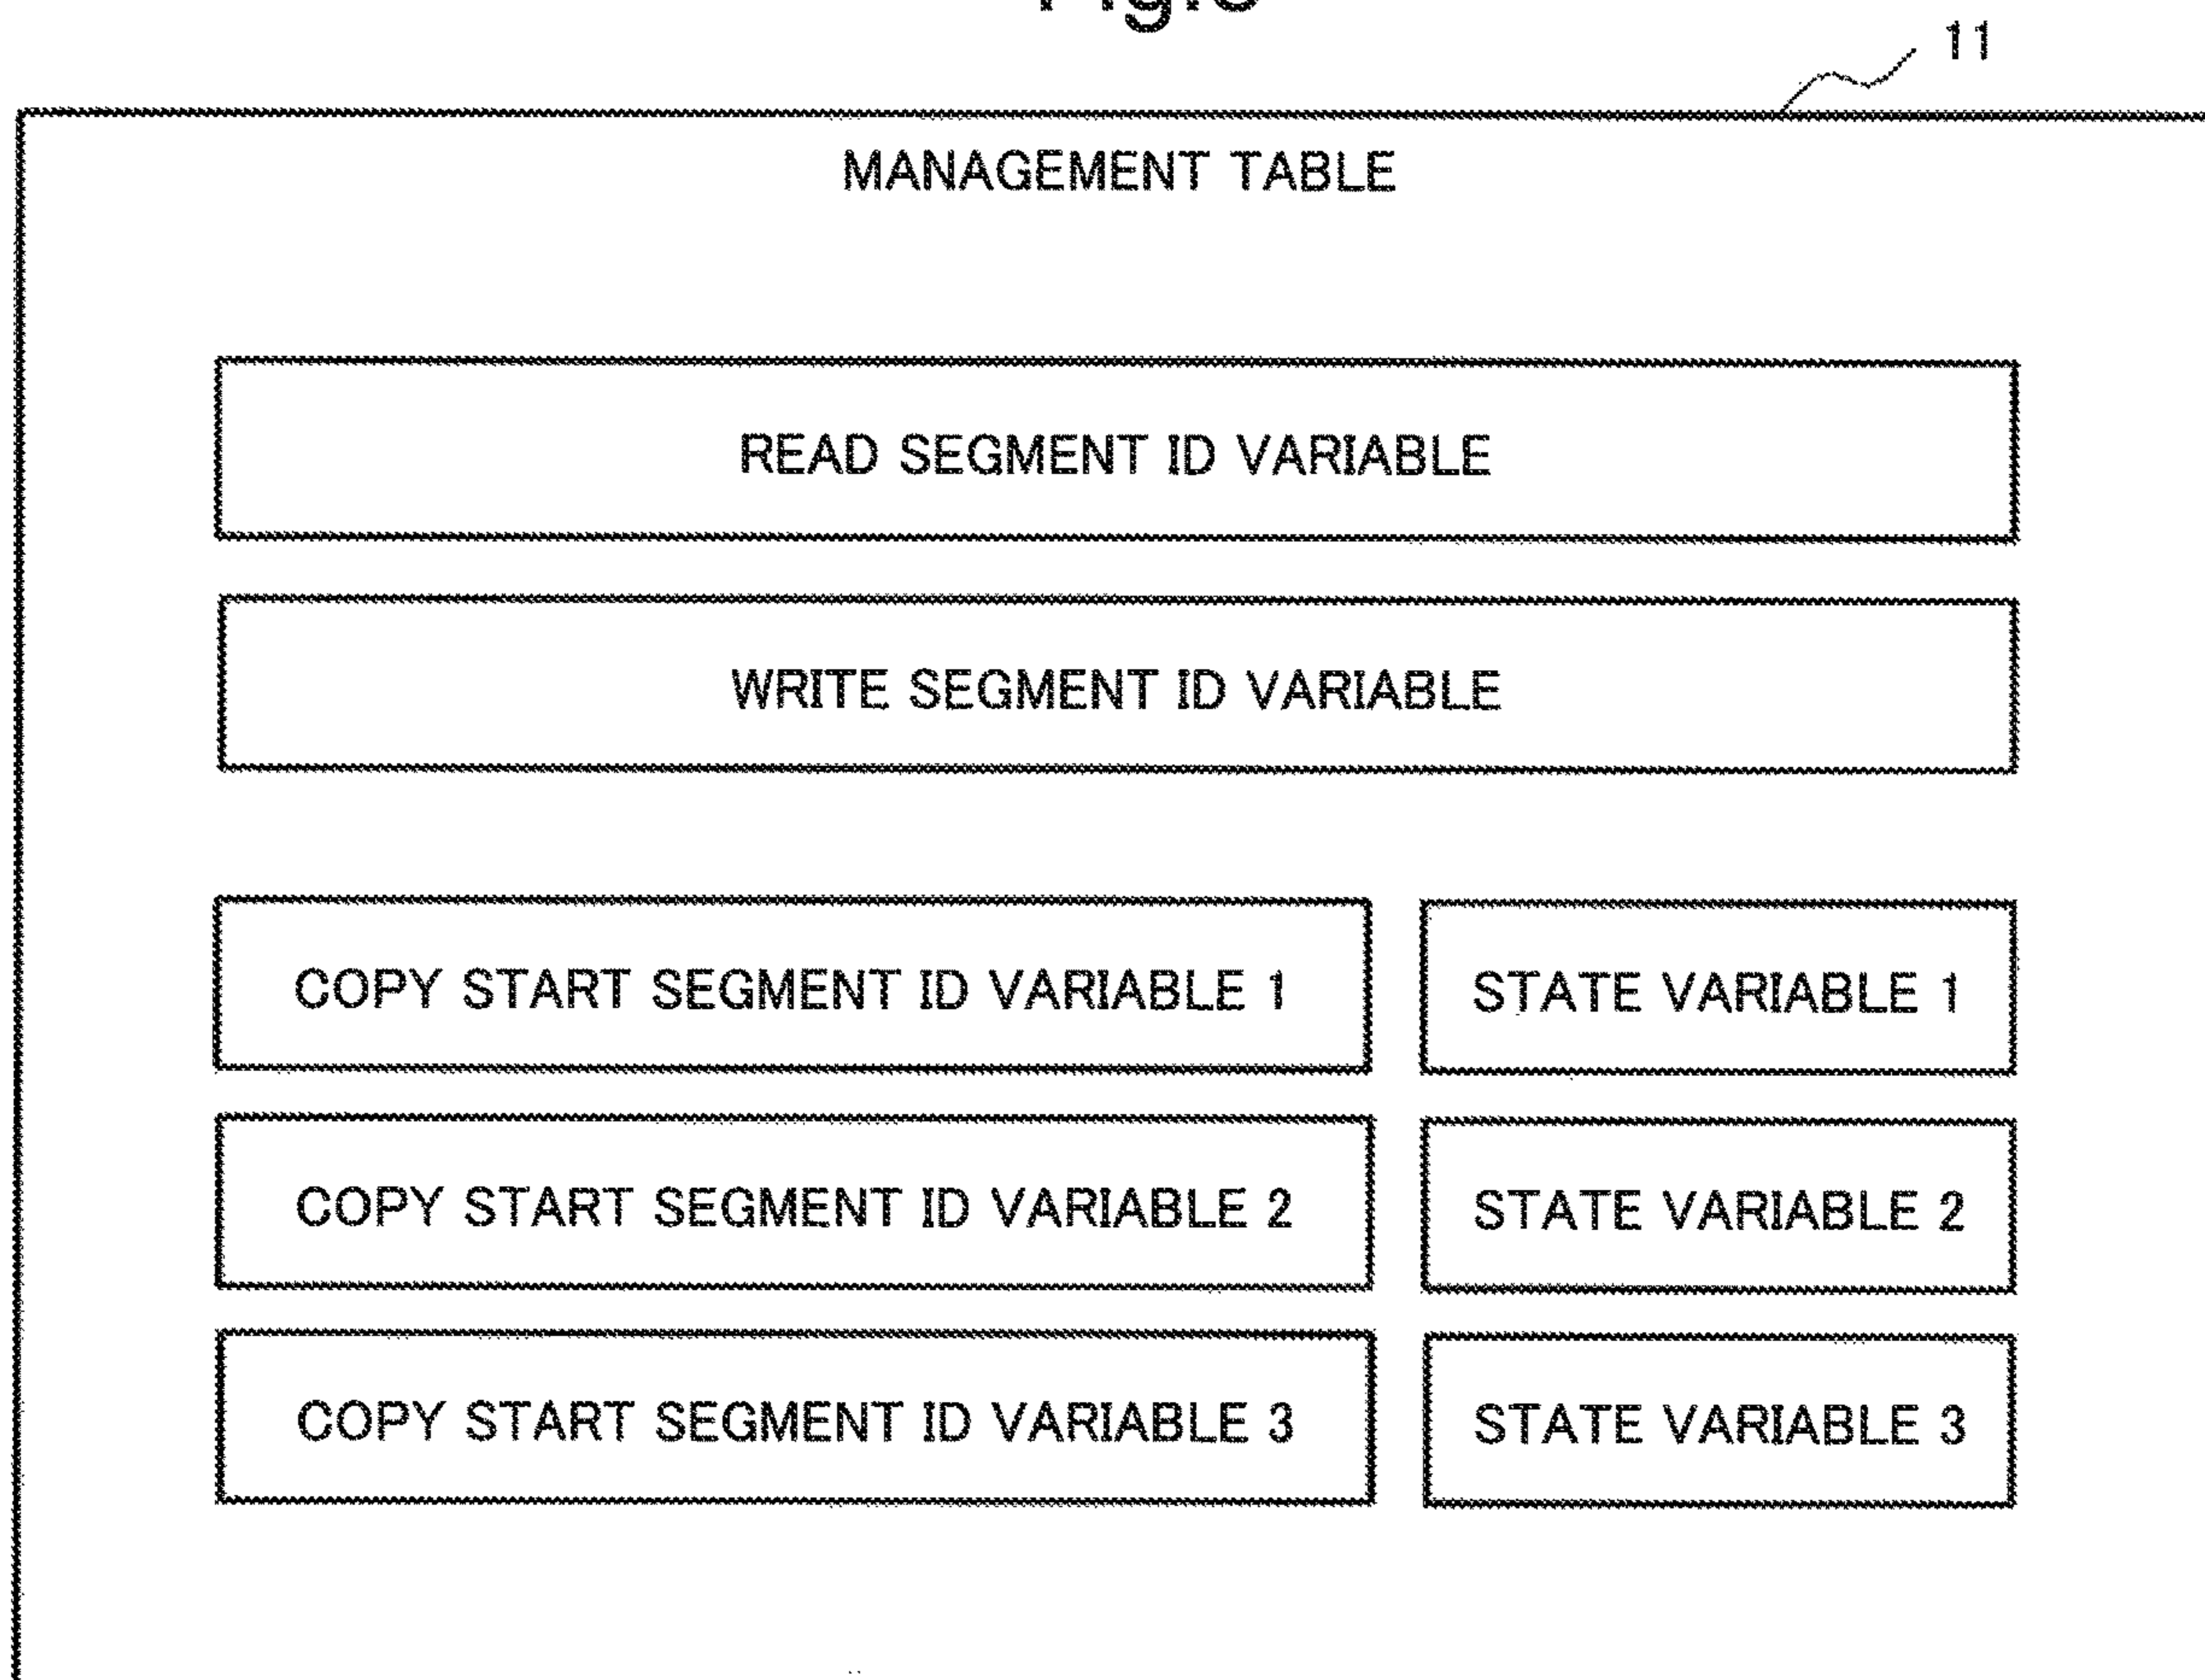 11
MANAGEMENT TABLE
READ SEGMENT ID VARIABLE
WRITE SEGMENT ID VARIABLE
COPY START SEGMENT ID VARIABLE 1
STATE VARIABLE 1
COPY START SEGMENT ID VARIABLE 2
STATE VARIABLE 2
COPY START SEGMENT ID VARIABLE 3
STATE VARIABLE 3